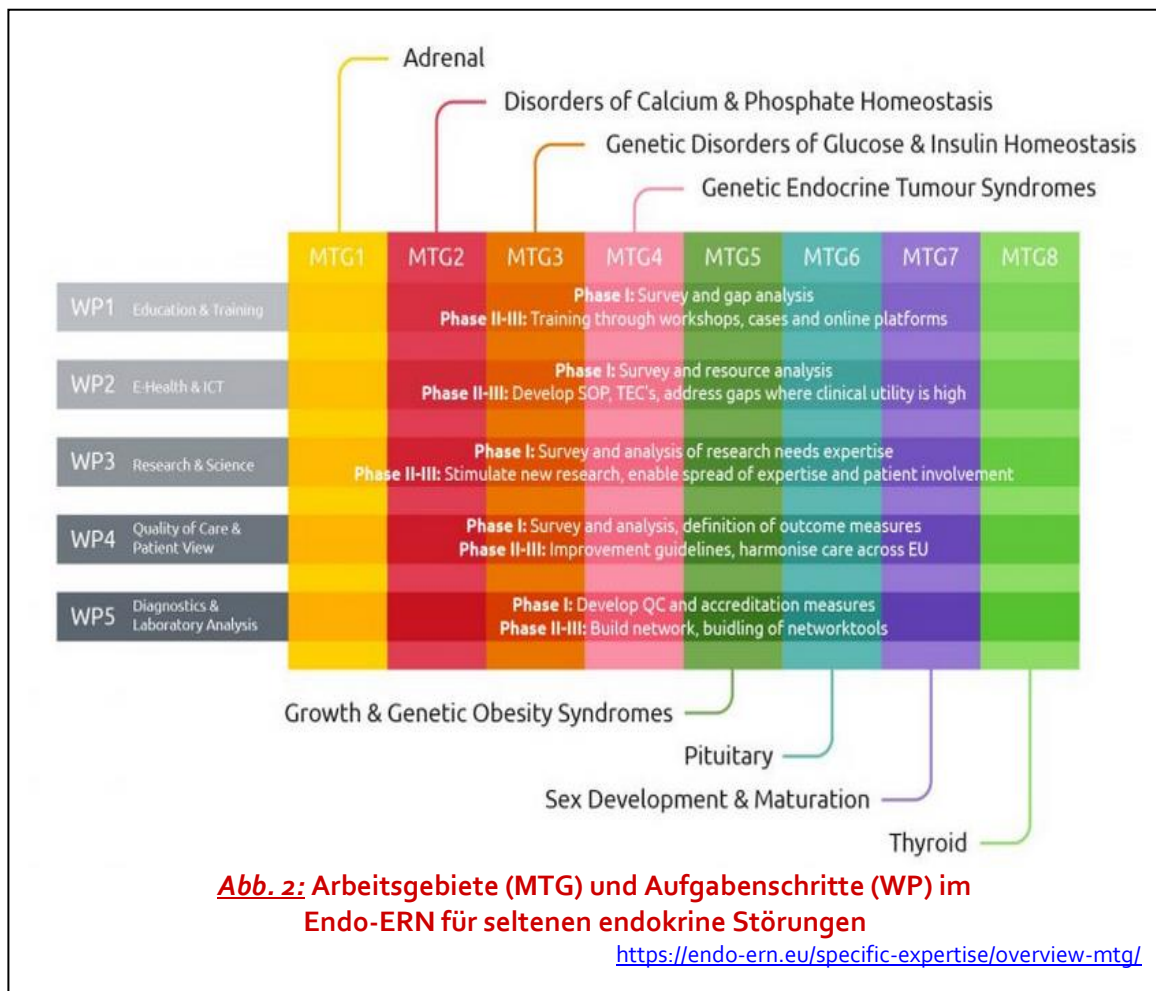 Adrenal
Disorders of Calcium & Phosphate Homeostasis
Genetic Disorders of Glucose & Insulin Homeostasis
Genetic Endocrine Tumour Syndromes
MTG1 MTG2 MTG3 MTG4 MTG5 MTG6 MTG7 MTG8
WP1 Education & Training
Phase I: Survey and gap analysis
Phase II-III: Training through workshops, cases and online platforms
WP2 E-Health & ICT
Phase I: Survey and resource analysis
Phase II-III: Develop SOP, TEC's, address gaps where clinical utility is high
WP3 Research & Science
Phase I: Survey and analysis of research needs expertise
Phase II-III: Stimulate new research, enable spread of expertise and patient involvement
WP4 Quality of Care &
Patient View
Phase I: Survey and analysis, definition of outcome measures
Phase II-III: Improvement guidelines, harmonise care across EU
WP5 Diagnostics &
Laboratory Analysis
Phase I: Develop QC and accreditation measures
Phase II-III: Build network, buidling of networktools
Growth & Genetic Obesity Syndromes
Pituitary
Sex Development & Maturation
Thyroid
Abb. 2: Arbeitsgebiete (MTG) und Aufgabenschritte (WP) im
Endo-ERN für seltenen endokrine Störungen
https://endo-ern.eu/specific-expertise/overview-mtg/